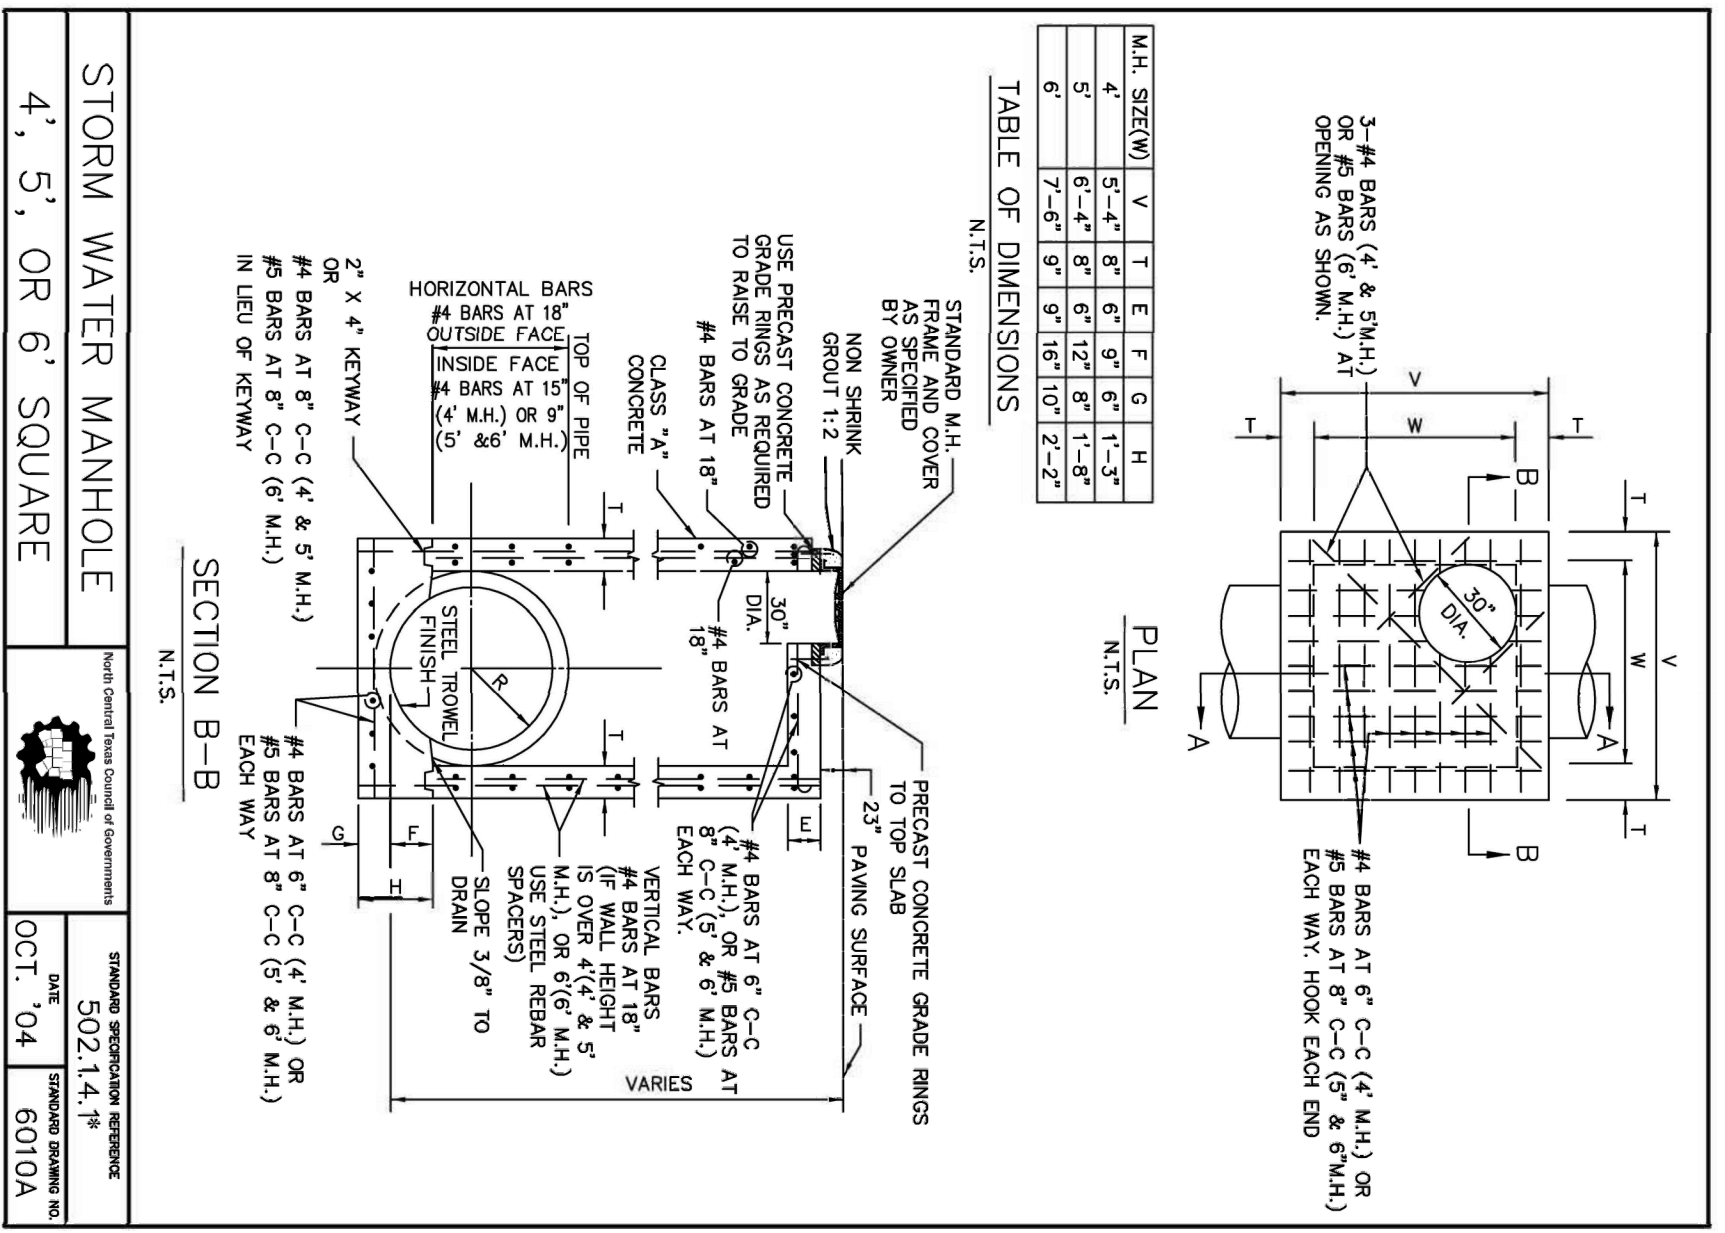 3-#4 BARS (4' & 5'M.H.)
OR #5 BARS (6' M.H.) AT
OPENING AS SHOWN.
V
W
T
T
B
B
T
T
W
V
30"
DIA.
A
A
#4 BARS AT 6" C-C (4' M.H.) OR
#5 BARS AT 8" C-C (5" & 6"M.H.)
EACH WAY. HOOK EACH END
PLAN
N.T.S.
M.H. SIZE(W) V T E F G H
4' 5'-4" 8" 6" 9" 6" 1'-3"
5' 6'-4" 8" 6" 12" 8" 1'-8"
6' 7'-6" 9" 9" 16" 10" 2'-2"
TABLE OF DIMENSIONS
N.T.S.
STANDARD M.H.
FRAME AND COVER
AS SPECIFIED
BY OWNER
NON SHRINK
GROUT 1:2
USE PRECAST CONCRETE
GRADE RINGS AS REQUIRED
TO RAISE TO GRADE
#4 BARS AT 18"
CLASS "A"
CONCRETE
HORIZONTAL BARS
#4 BARS AT 18"
OUTSIDE FACE
INSIDE FACE
#4 BARS AT 15"
(4' M.H.) OR 9"
(5' &6' M.H.)
TOP OF PIPE
2" X 4" KEYWAY
OR
#4 BARS AT 8" C-C (4' & 5' M.H.)
#5 BARS AT 8" C-C (6' M.H.)
IN LIEU OF KEYWAY
T
30"
DIA.
#4 BARS AT
18"
R
STEEL TROWEL
FINISH
T
PRECAST CONCRETE GRADE RINGS
TO TOP SLAB
23"
PAVING SURFACE
E
#4 BARS AT 6" C-C
(4' M.H.), OR #5 BARS AT
8" C-C (5' & 6' M.H.)
EACH WAY.
VERTICAL BARS
#4 BARS AT 18"
(IF WALL HEIGHT
IS OVER 4'(4' & 5'
M.H.), OR 6'(6' M.H.)
USE STEEL REBAR
SPACERS)
SLOPE 3/8" TO
DRAIN
G
F
H
VARIES
#4 BARS AT 6" C-C (4' M.H.) OR
#5 BARS AT 8" C-C (5' & 6' M.H.)
EACH WAY
SECTION B-B
N.T.S.
STORM WATER MANHOLE
4', 5', OR 6' SQUARE
North Central Texas Council of Governments
STANDARD SPECIFICATION REFERENCE
502.1.4.1*
DATE
OCT. '04
STANDARD DRAWING NO.
6010A